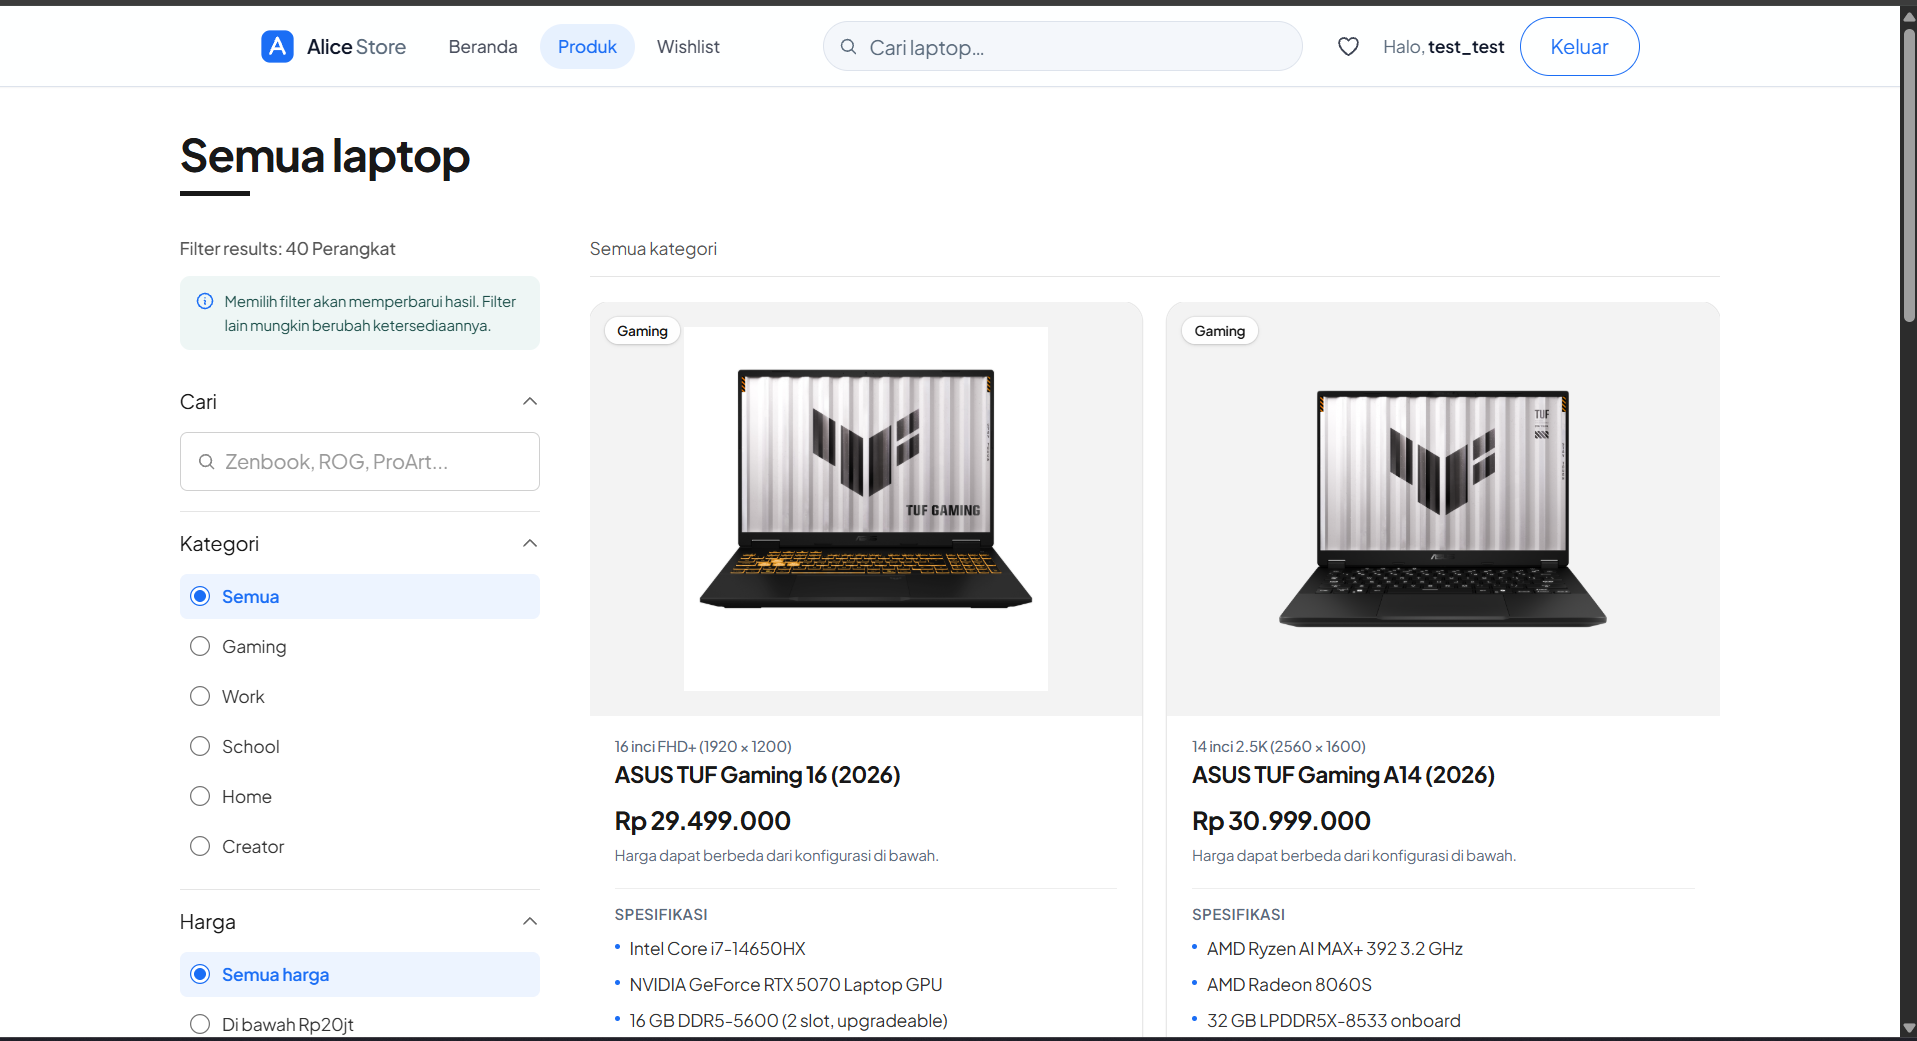 A Alice Store
Beranda
Produk
Wishlist
Cari laptop...
Halo, test_test
Keluar
Semua laptop
Filter results: 40 Perangkat
Memilih filter akan memperbarui hasil. Filter
lain mungkin berubah ketersediaannya.
Cari
Zenbook, ROG, ProArt...
Kategori
Semua
Gaming
Work
School
Home
Creator
Harga
Semua harga
Di bawah Rp20jt
Semua kategori
Gaming
TUF GAMING
16 inci FHD+ (1920 × 1200)
ASUS TUF Gaming 16 (2026)
Rp 29.499.000
Harga dapat berbeda dari konfigurasi di bawah.
SPESIFIKASI
• Intel Core i7-14650HX
• NVIDIA GeForce RTX 5070 Laptop GPU
• 16 GB DDR5-5600 (2 slot, upgradeable)
Gaming
TUF
14 inci 2.5K (2560 × 1600)
ASUS TUF Gaming A14 (2026)
Rp 30.999.000
Harga dapat berbeda dari konfigurasi di bawah.
SPESIFIKASI
• AMD Ryzen AI MAX+ 392 3.2 GHz
• AMD Radeon 8060S
• 32 GB LPDDR5X-8533 onboard